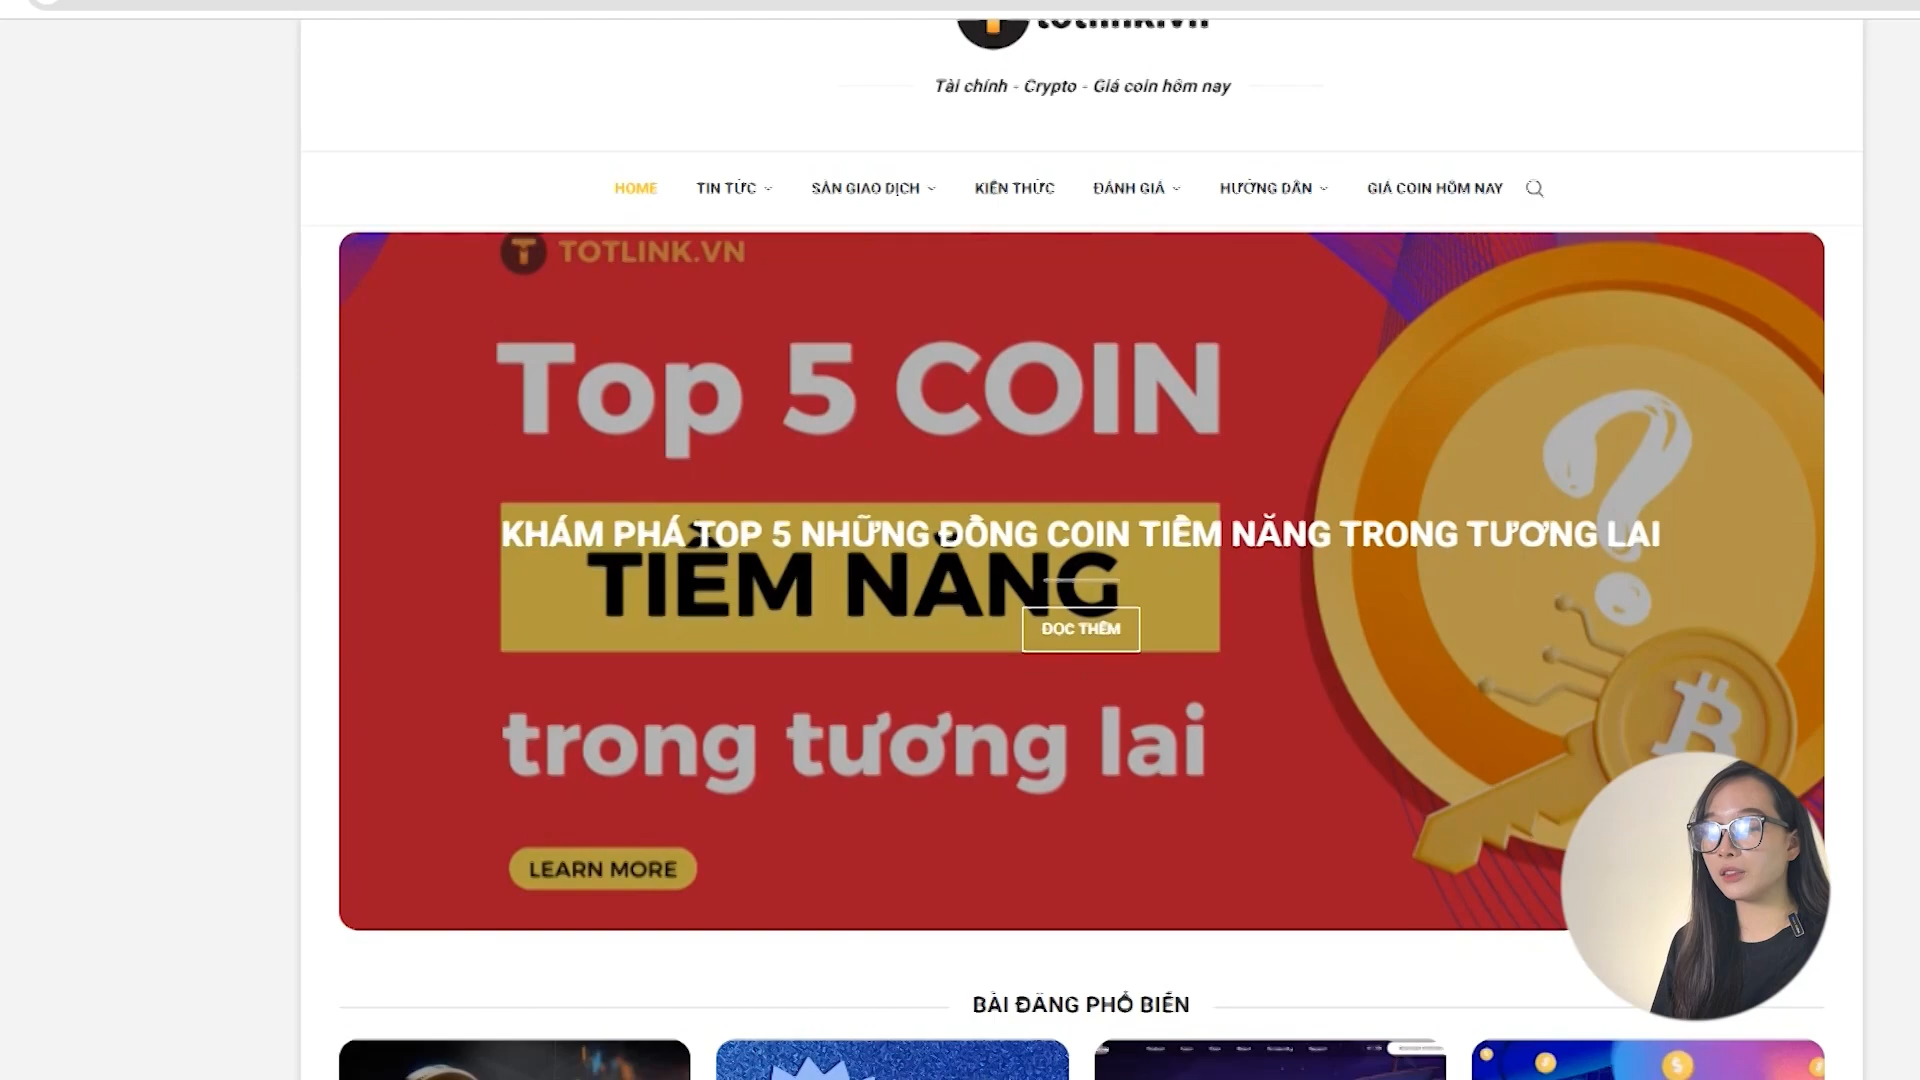 totlink.vn
Tài chính - Crypto - Giá coin hôm nay
HOME TIN TỨC SÀN GIAO DỊCH KIẾN THỨC ĐÁNH GIÁ HƯỚNG DẪN GIÁ COIN HÔM NAY
TOTLINK.VN
Top 5 COIN
KHÁM PHÁ TOP 5 NHỮNG ĐỒNG COIN TIỀM NĂNG TRONG TƯƠNG LAI
TIỀM NĂNG
ĐỌC THÊM
trong tương lai
LEARN MORE
BÀI ĐĂNG PHỔ BIẾN